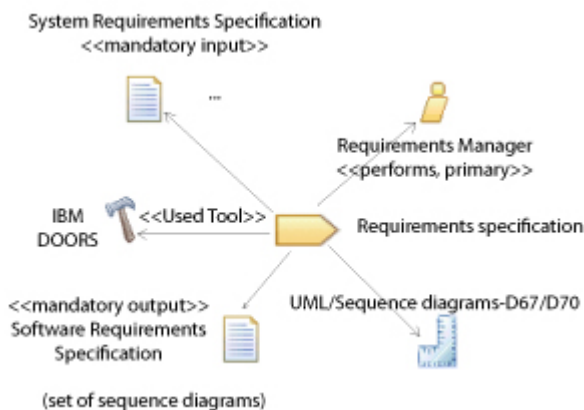 System Requirements Specification
<<mandatory input>>
...
Requirements Manager
<<performs, primary>>
IBM
DOORS
<<Used Tool>>
Requirements specification
<<mandatory output>>
Software Requirements
Specification
UML/Sequence diagrams-D67/D70
(set of sequence diagrams)